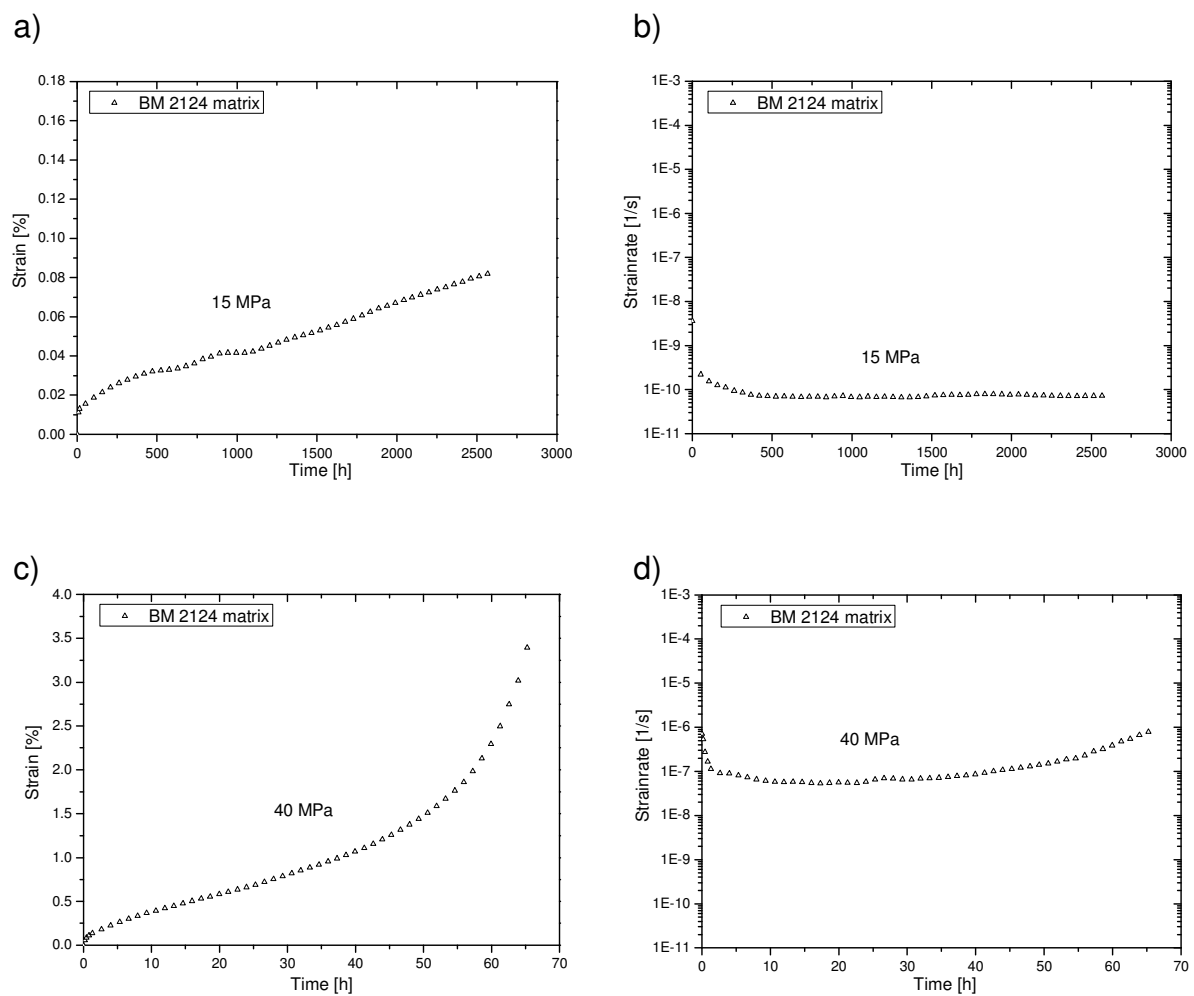 a)
0.18
0.16
0.14
0.12
0.10
0.08
0.06
0.04
0.02
0.00
Strain [%]
BM 2124 matrix
15 MPa
0 500 1000 1500 2000 2500 3000
Time [h]
b)
1E-3
1E-4
1E-5
1E-6
1E-7
1E-8
1E-9
1E-10
1E-11
Strainrate [1/s]
BM 2124 matrix
15 MPa
0 500 1000 1500 2000 2500 3000
Time [h]
c)
4.0
3.5
3.0
2.5
2.0
1.5
1.0
0.5
0.0
Strain [%]
BM 2124 matrix
40 MPa
0 10 20 30 40 50 60 70
Time [h]
d)
1E-3
1E-4
1E-5
1E-6
1E-7
1E-8
1E-9
1E-10
1E-11
Strainrate [1/s]
BM 2124 matrix
40 MPa
0 10 20 30 40 50 60 70
Time [h]